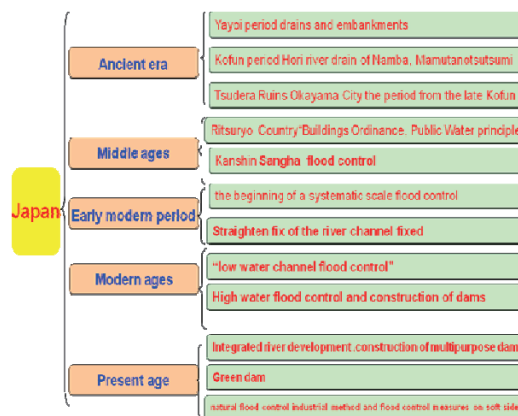 Japan
Ancient era
Yayoi period drains and embankments
Kofun period Hori river drain of Namba, Mamutanotsutsumi
Tsudera Ruins Okayama City the period from the late Kofun
Middle ages
Ritsuryo Country"Buildings Ordinance. Public Water principle
Kanshin Sangha flood control
Early modern period
the beginning of a systematic scale flood control
Straighten fix of the river channel fixed
Modern ages
"low water channel flood control"
High water flood control and construction of dams
Present age
Integrated river development .construction of multipurpose dam
Green dam
natural flood control industrial method and flood control measures on soft side